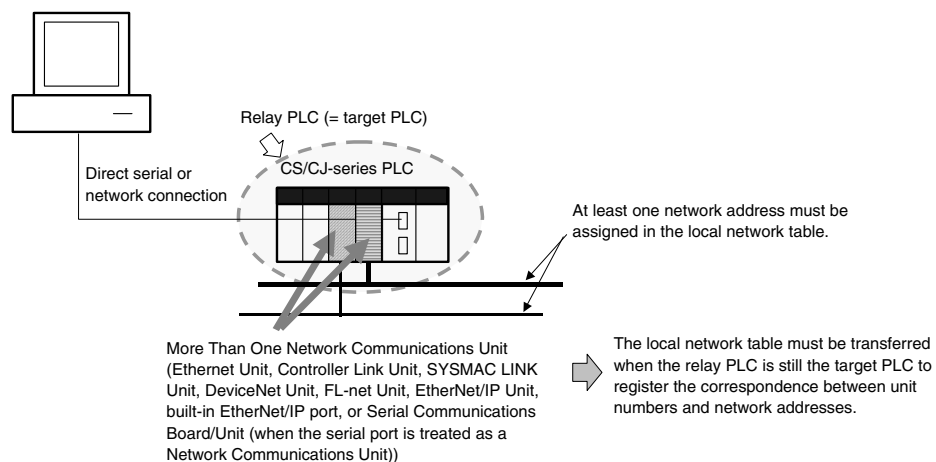 Relay PLC (= target PLC)
CS/CJ-series PLC
Direct serial or
network connection
At least one network address must be
assigned in the local network table.
More Than One Network Communications Unit
(Ethernet Unit, Controller Link Unit, SYSMAC LINK
Unit, DeviceNet Unit, FL-net Unit, EtherNet/IP Unit,
built-in EtherNet/IP port, or Serial Communications
Board/Unit (when the serial port is treated as a
Network Communications Unit))
The local network table must be transferred
when the relay PLC is still the target PLC to
register the correspondence between unit
numbers and network addresses.